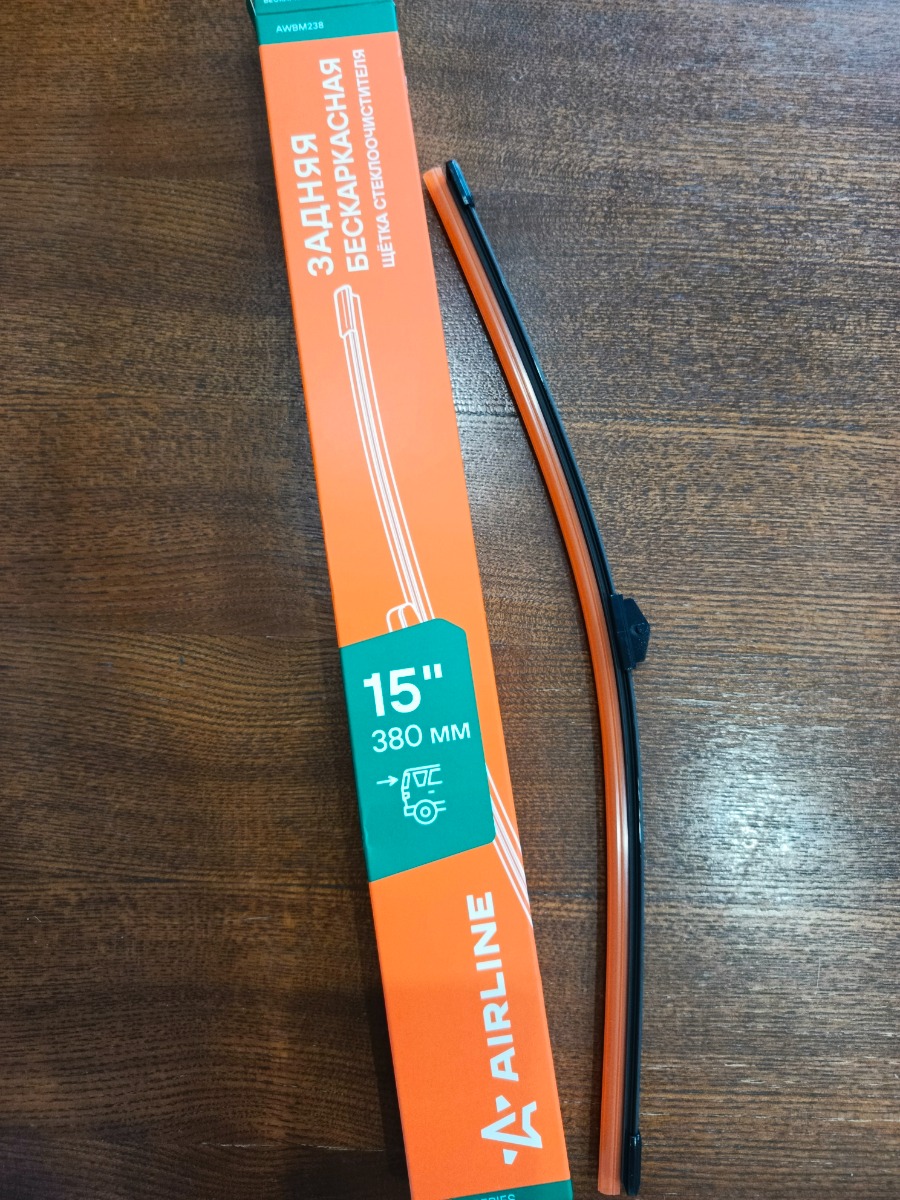 AWBM238
ЗАДНЯЯ
БЕСКАРКАСНАЯ
ЩЁТКА СТЕКЛООЧИСТИТЕЛЯ
15"
380 мм
AIRLINE